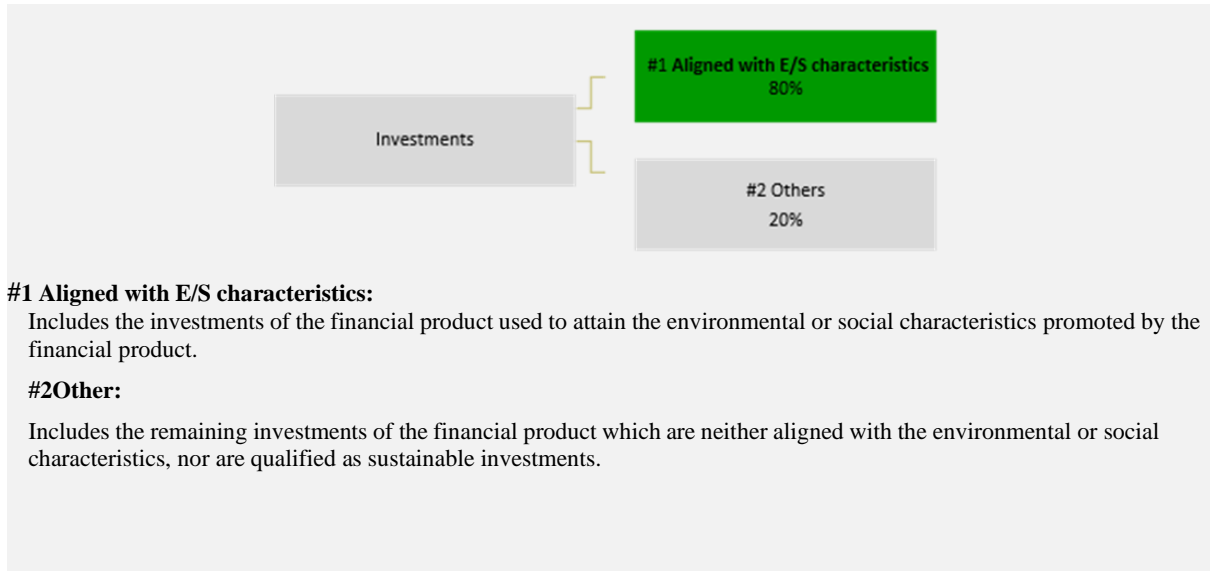 #1 Aligned with E/S characteristics
80%
Investments
#2 Others
20%
#1 Aligned with E/S characteristics:
Includes the investments of the financial product used to attain the environmental or social characteristics promoted by the
financial product.
#2Other:
Includes the remaining investments of the financial product which are neither aligned with the environmental or social
characteristics, nor are qualified as sustainable investments.